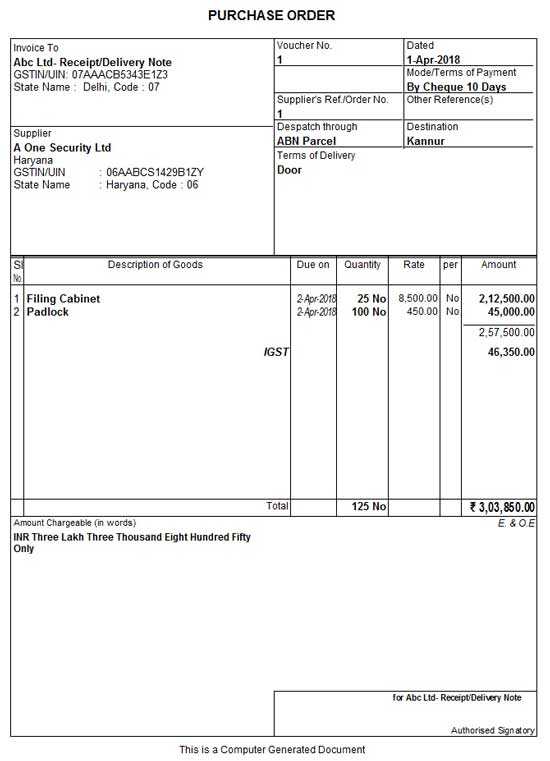 PURCHASE ORDER
Invoice To
Abc Ltd- Receipt/Delivery Note
GSTIN/UIN: 07AAACB5343E1Z3
State Name : Delhi, Code : 07
Voucher No.
1
Dated
1-Apr-2018
Mode/Terms of Payment
By Cheque 10 Days
Supplier's Ref./Order No.
1
Other Reference(s)
Supplier
A One Security Ltd
Haryana
GSTIN/UIN : 06AABCS1429B1ZY
State Name : Haryana, Code : 06
Despatch through
ABN Parcel
Destination
Kannur
Terms of Delivery
Door
Sl No Description of Goods Due on Quantity Rate per Amount
1 Filing Cabinet 2-Apr-2018 25 No 8,500.00 No 2,12,500.00
2 Padlock 2-Apr-2018 100 No 450.00 No 45,000.00
2,57,500.00
IGST 46,350.00
Total 125 No ₹ 3,03,850.00
Amount Chargeable (in words) E. & O.E
INR Three Lakh Three Thousand Eight Hundred Fifty
Only
for Abc Ltd- Receipt/Delivery Note
Authorised Signatory
This is a Computer Generated Document